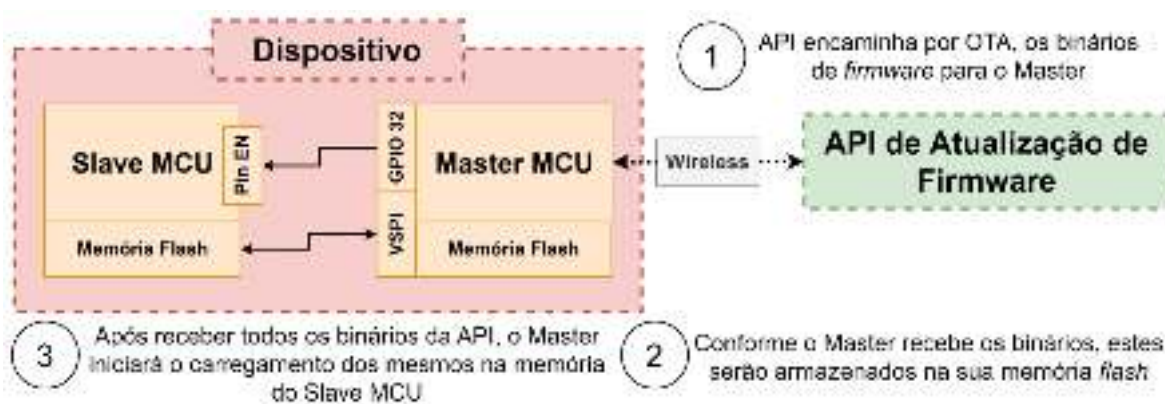 Dispositivo
Slave MCU
Pin EN
Memória Flash
GPIO 32
VSPI
Master MCU
Memória Flash
Wireless
1
API encaminha por OTA, os binários
de firmware para o Master
API de Atualização de
Firmware
3
Após receber todos os binários da API, o Master
iniciará o carregamento dos mesmos na memória
do Slave MCU
2
Conforme o Master recebe os binários, estes
serão armazenados na sua memória flash